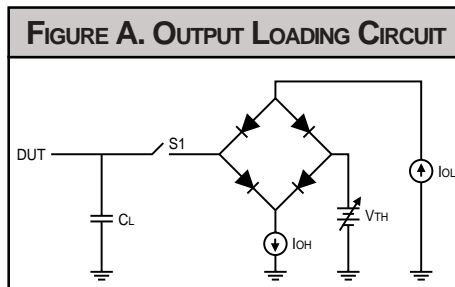 FIGURE A. OUTPUT LOADING CIRCUIT
S1
DUT
IOL
CL
VTH
IOH